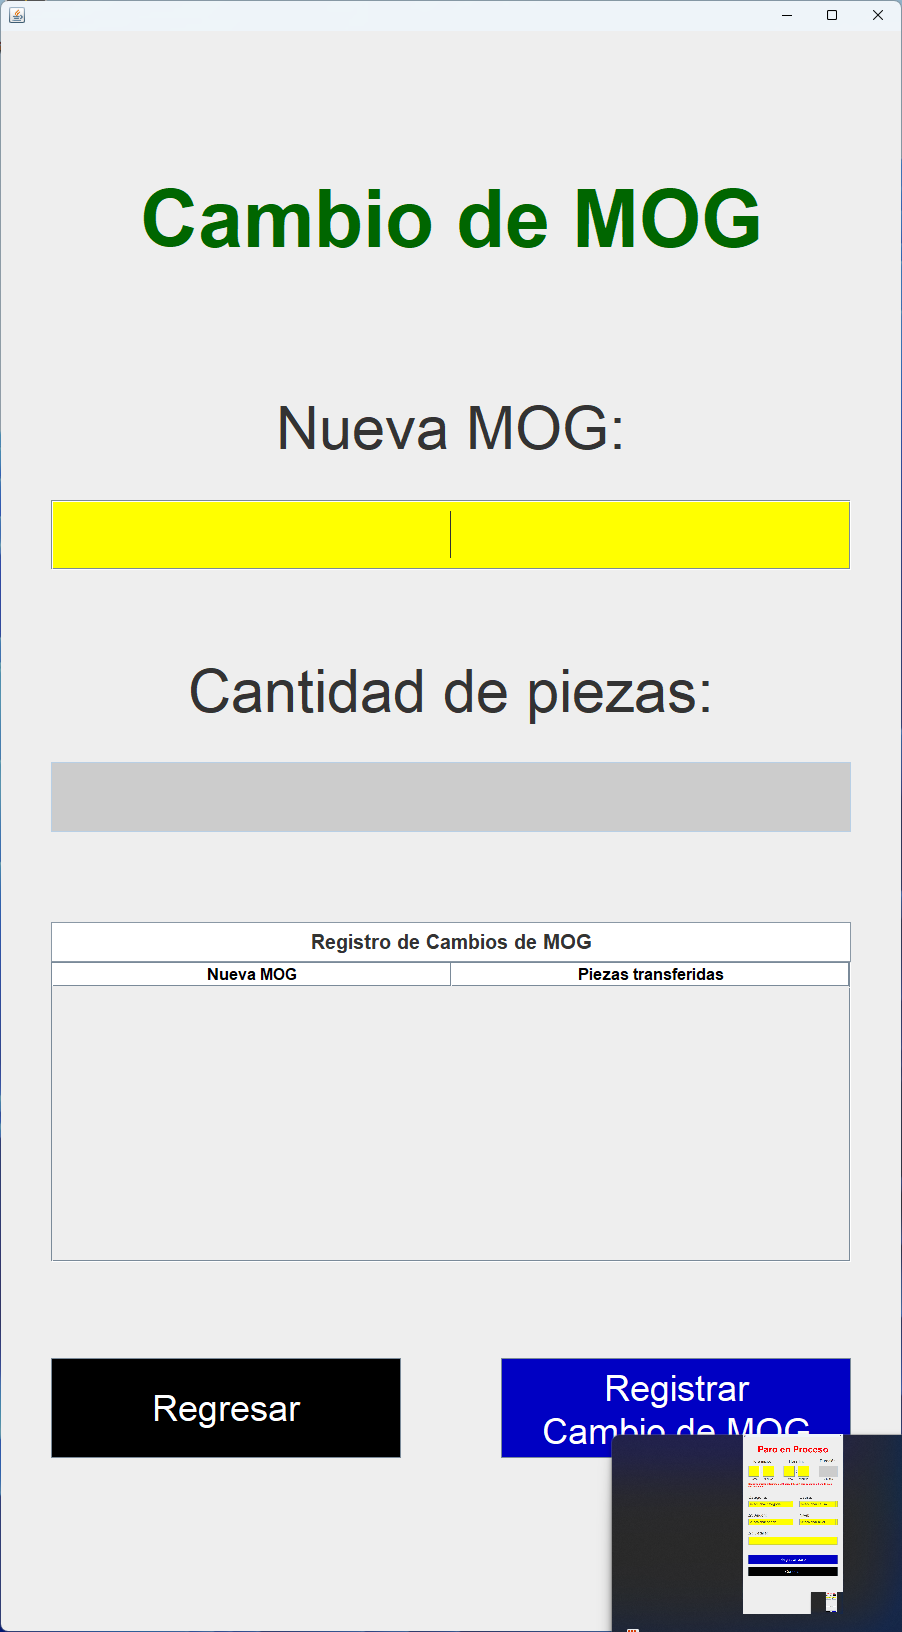 Cambio de MOG
Nueva MOG:
Cantidad de piezas:
Registro de Cambios de MOG
Nueva MOG Piezas transferidas
Regresar
Registrar
Cambio de MOG
Paro en Proceso